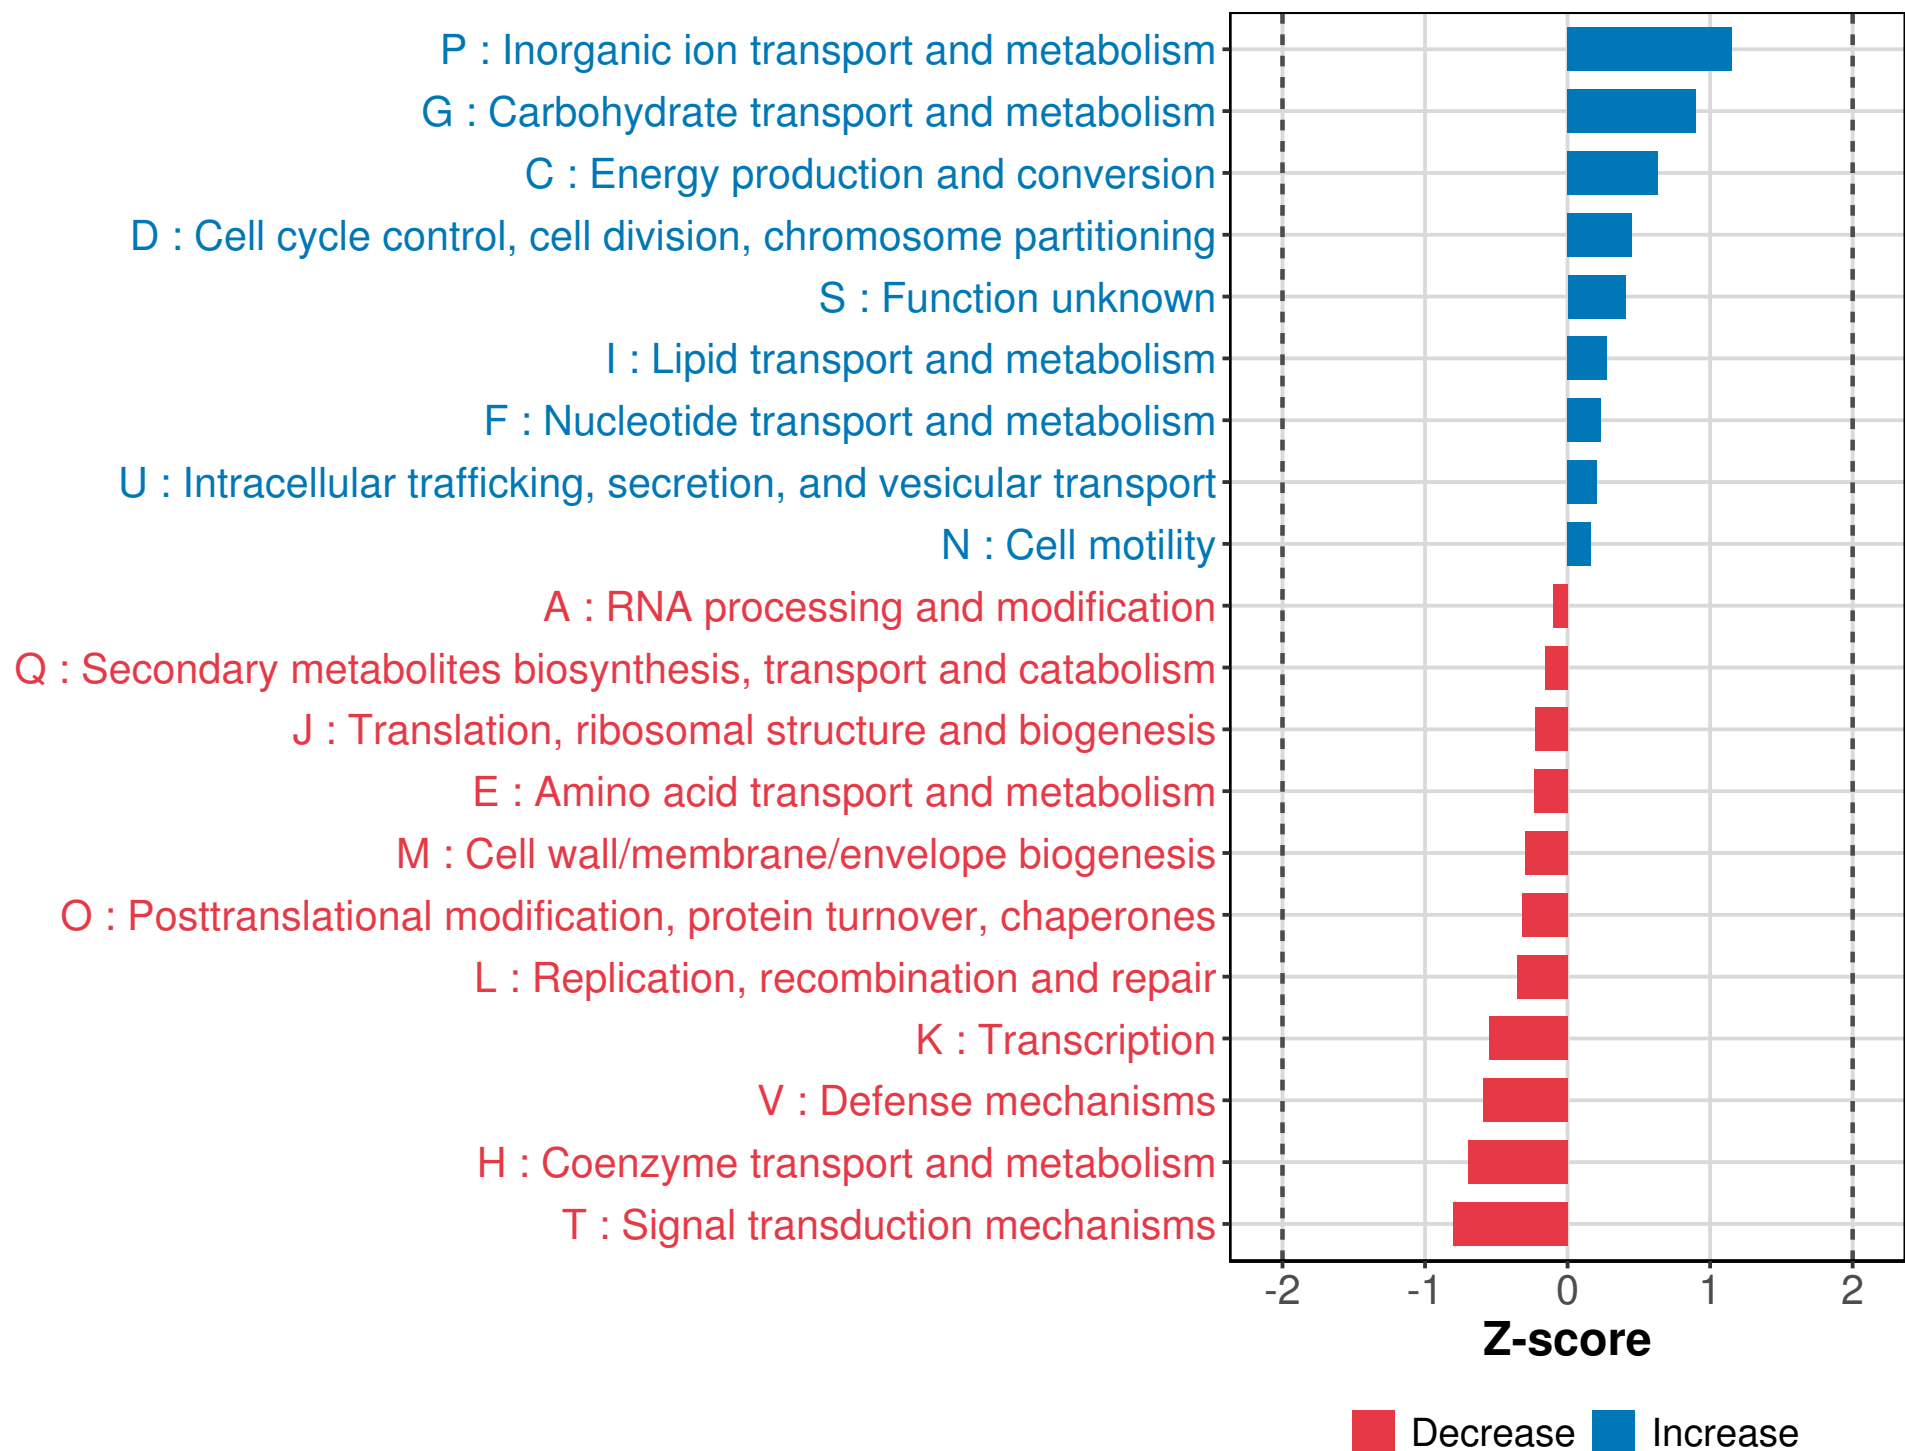 P : Inorganic ion transport and metabolism
G : Carbohydrate transport and metabolism
C : Energy production and conversion
D : Cell cycle control, cell division, chromosome partitioning
S : Function unknown
I : Lipid transport and metabolism
F : Nucleotide transport and metabolism
U : Intracellular trafficking, secretion, and vesicular transport
N : Cell motility
A : RNA processing and modification
Q : Secondary metabolites biosynthesis, transport and catabolism
J : Translation, ribosomal structure and biogenesis
E : Amino acid transport and metabolism
M : Cell wall/membrane/envelope biogenesis
O : Posttranslational modification, protein turnover, chaperones
L : Replication, recombination and repair
K : Transcription
V : Defense mechanisms
H : Coenzyme transport and metabolism
T : Signal transduction mechanisms
-2 -1 0 1 2
Z-score
Decrease Increase